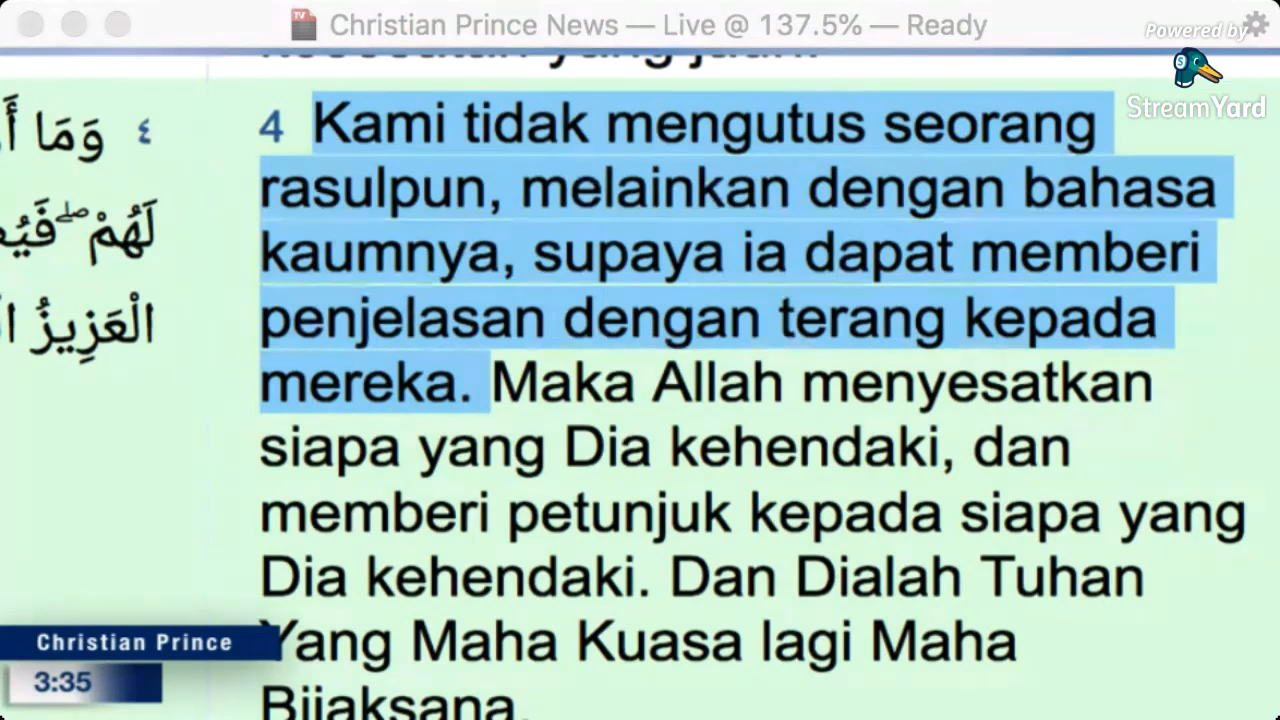 Christian Prince News — Live @ 137.5% — Ready
Powered by
StreamYard
4 Kami tidak mengutus seorang
rasulpun, melainkan dengan bahasa
kaumnya, supaya ia dapat memberi
penjelasan dengan terang kepada
mereka. Maka Allah menyesatkan
siapa yang Dia kehendaki, dan
memberi petunjuk kepada siapa yang
Dia kehendaki. Dan Dialah Tuhan
Yang Maha Kuasa lagi Maha
Bijaksana.
٤ وَمَا
لَهُمْ ۖ
الْعَزِيزُ
Christian Prince
3:35